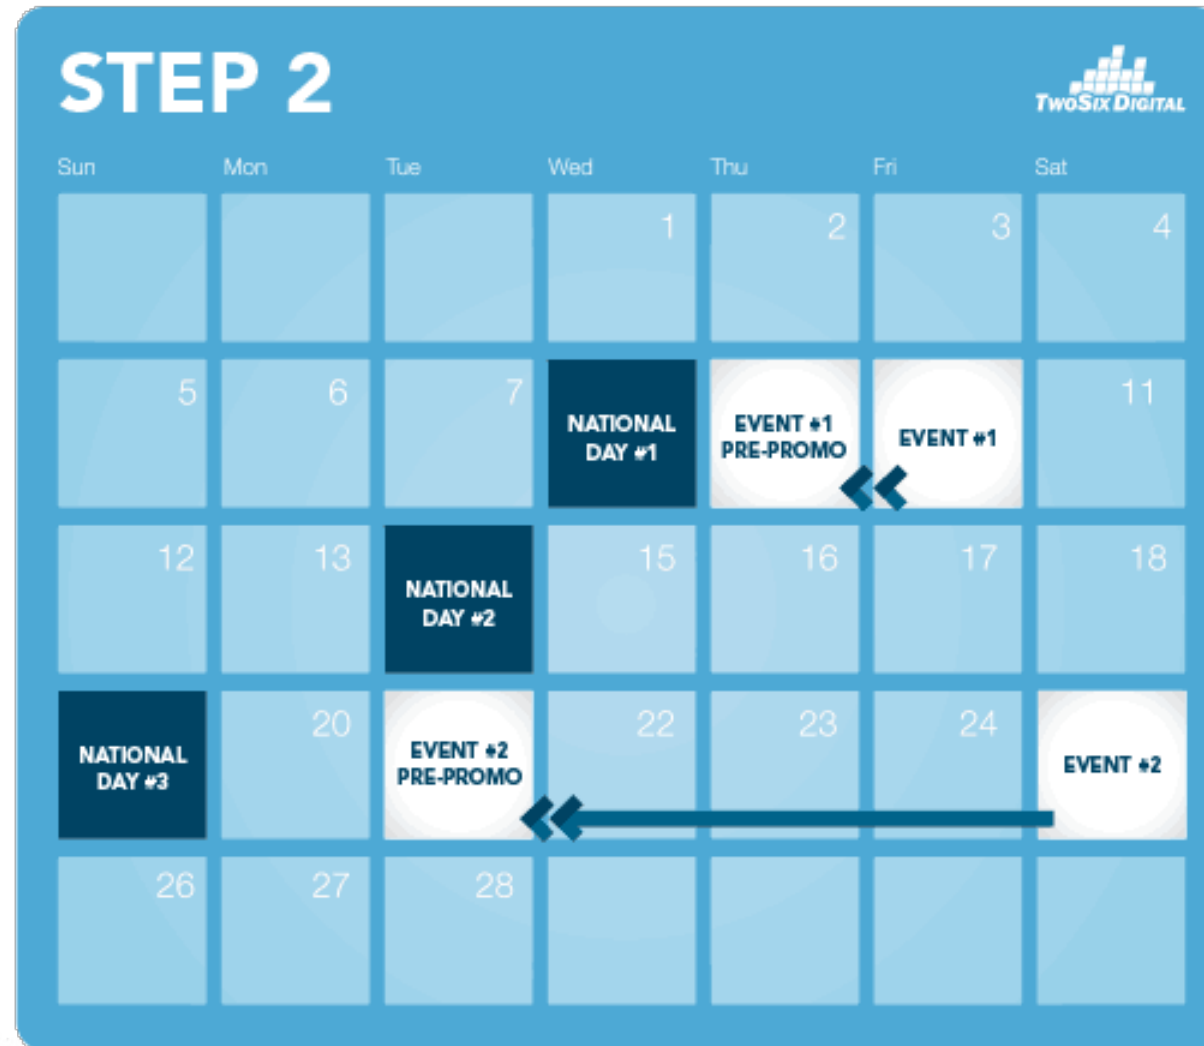 STEP 2
TWOSIX DIGITAL
Sun Mon Tue Wed Thu Fri Sat
1 2 3 4
5 6 7 NATIONAL DAY #1 EVENT #1 PRE-PROMO EVENT #1 11
12 13 NATIONAL DAY #2 15 16 17 18
NATIONAL DAY #3 20 EVENT #2 PRE-PROMO 22 23 24 EVENT #2
26 27 28